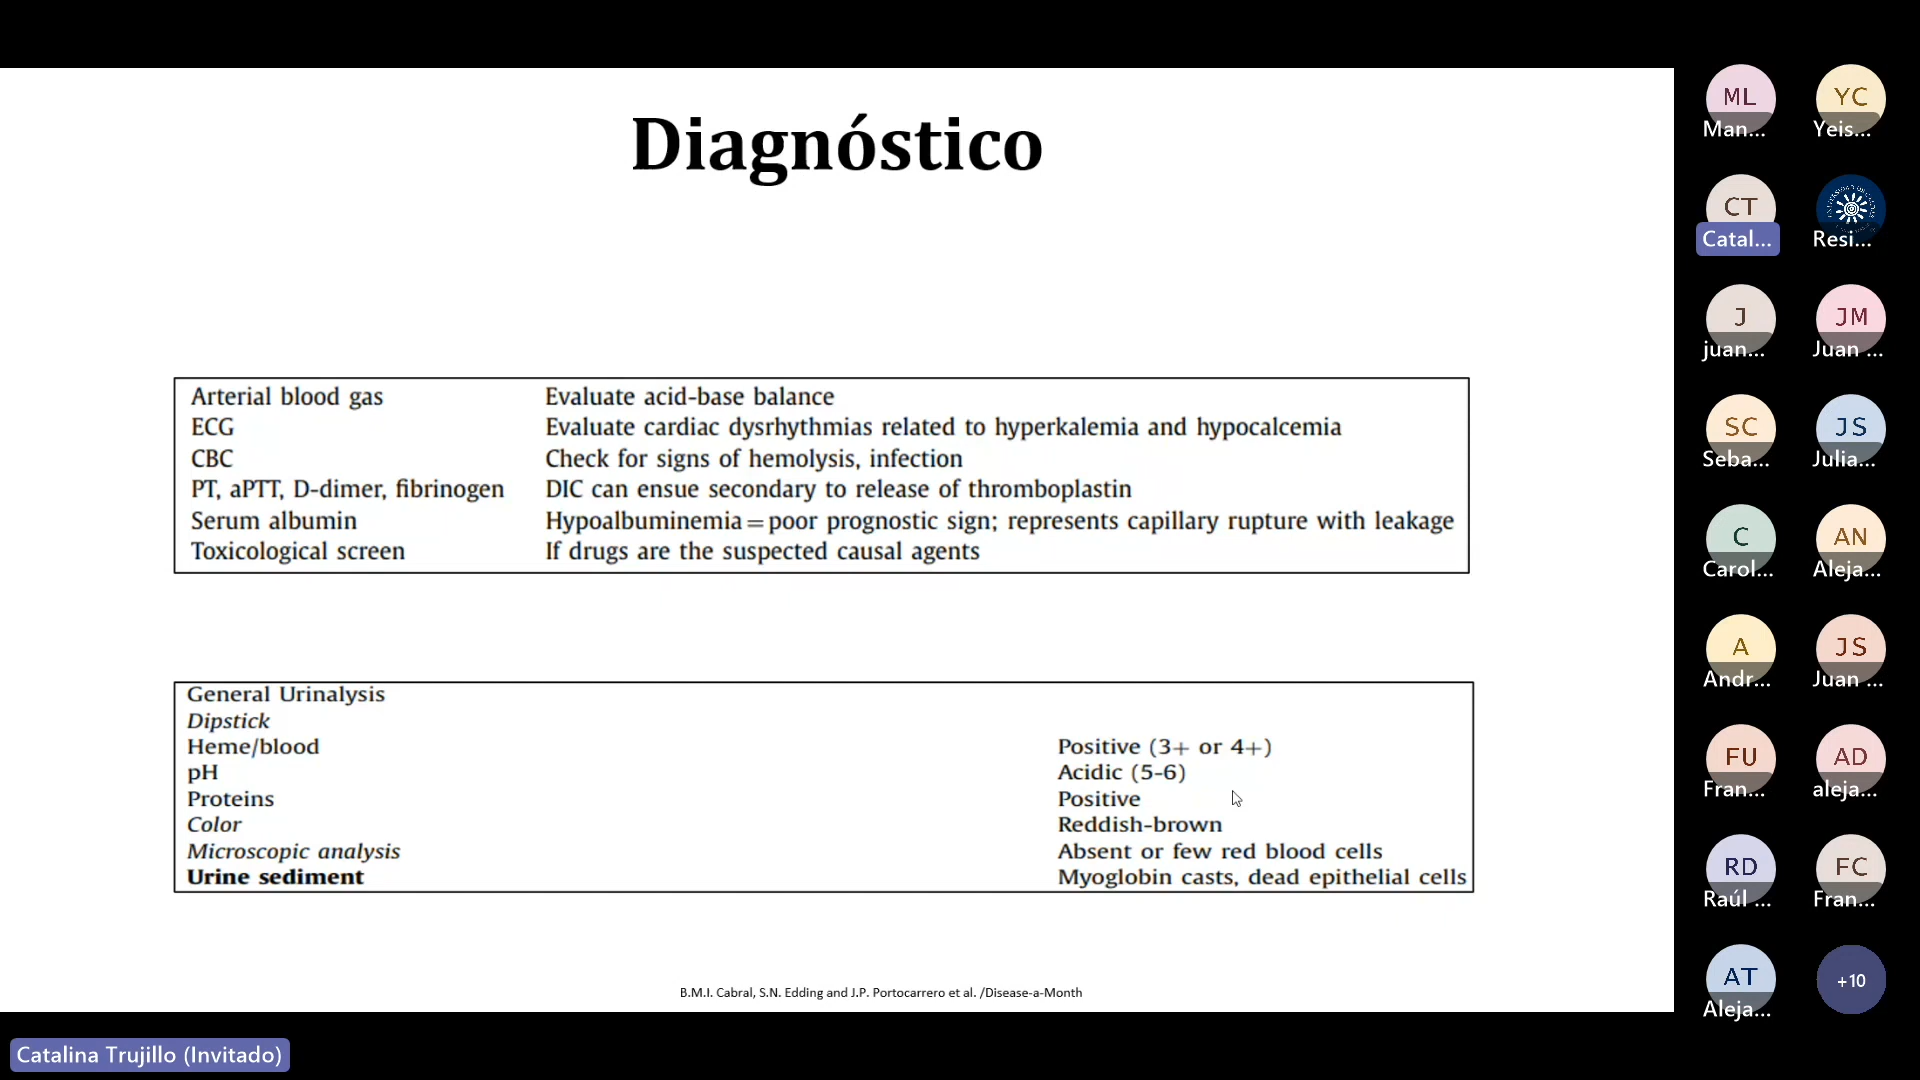 Diagnóstico
Arterial blood gas Evaluate acid-base balance
ECG Evaluate cardiac dysrhythmias related to hyperkalemia and hypocalcemia
CBC Check for signs of hemolysis, infection
PT, aPTT, D-dimer, fibrinogen DIC can ensue secondary to release of thromboplastin
Serum albumin Hypoalbuminemia=poor prognostic sign; represents capillary rupture with leakage
Toxicological screen If drugs are the suspected causal agents
General Urinalysis
Dipstick
Heme/blood Positive (3+ or 4+)
pH Acidic (5-6)
Proteins Positive
Color Reddish-brown
Microscopic analysis Absent or few red blood cells
Urine sediment Myoglobin casts, dead epithelial cells
B.M.I. Cabral, S.N. Edding and J.P. Portocarrero et al. /Disease-a-Month
ML YC
Man... Yeis...
CT
Catal... Resi...
J JM
juan... Juan ...
SC JS
Seba... Julia...
C AN
Carol... Aleja...
A JS
Andr... Juan ...
FU AD
Fran... aleja...
RD FC
Raúl ... Fran...
AT +10
Aleja...
Catalina Trujillo (Invitado)